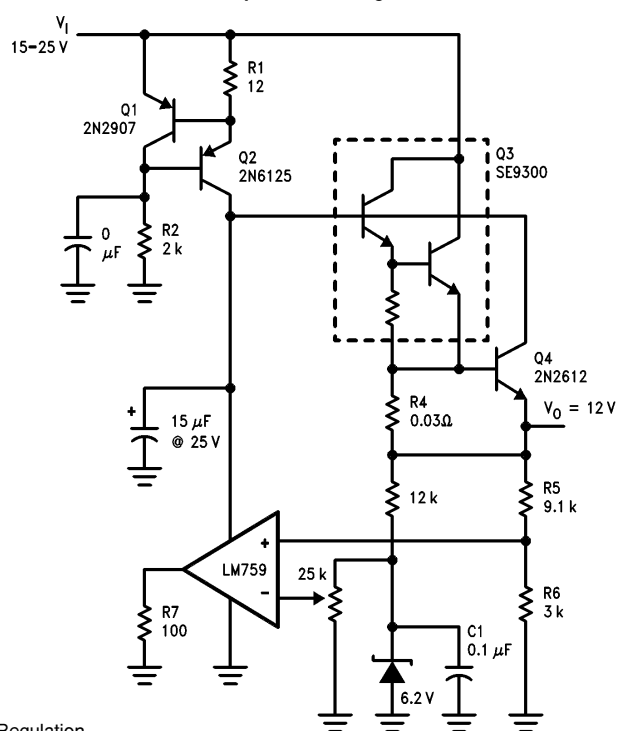 V_I
15–25 V
R1
12
Q1
2N2907
Q2
2N6125
Q3
SE9300
0
μF
R2
2 k
Q4
2N2612
V_O = 12 V
R4
0.03Ω
+
15 μF
@ 25 V
12 k
R5
9.1 k
+
LM759
−
25 k
R7
100
R6
3 k
C1
0.1 μF
6.2 V
Regulation